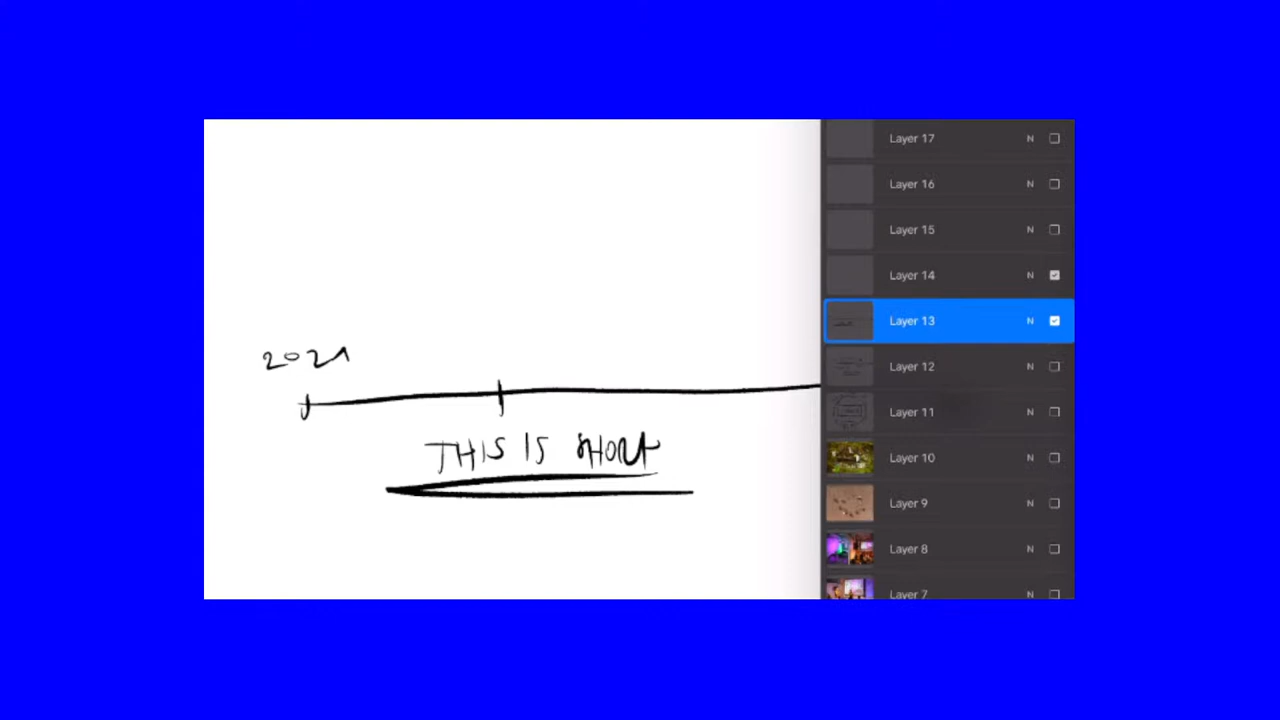 Layer 17 N
Layer 16 N
Layer 15 N
Layer 14 N
Layer 13 N
Layer 12 N
Layer 11 N
Layer 10 N
Layer 9 N
Layer 8 N
Layer 7 N
2021
THIS IS SHORT